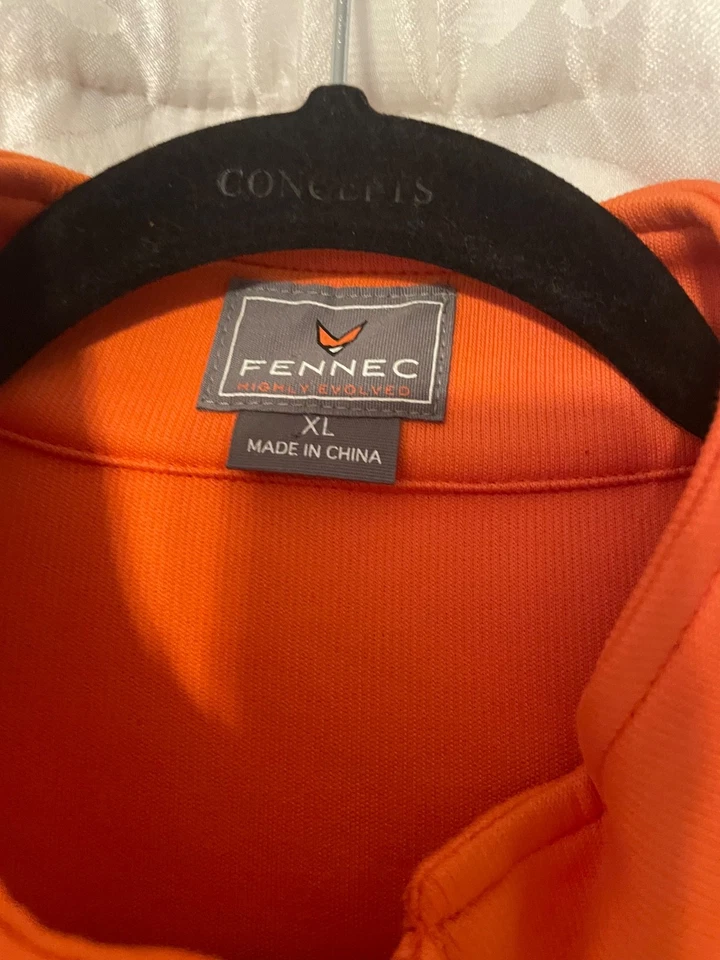 CONCEPTS
FENNEC
HIGHLY EVOLVED
XL
MADE IN CHINA